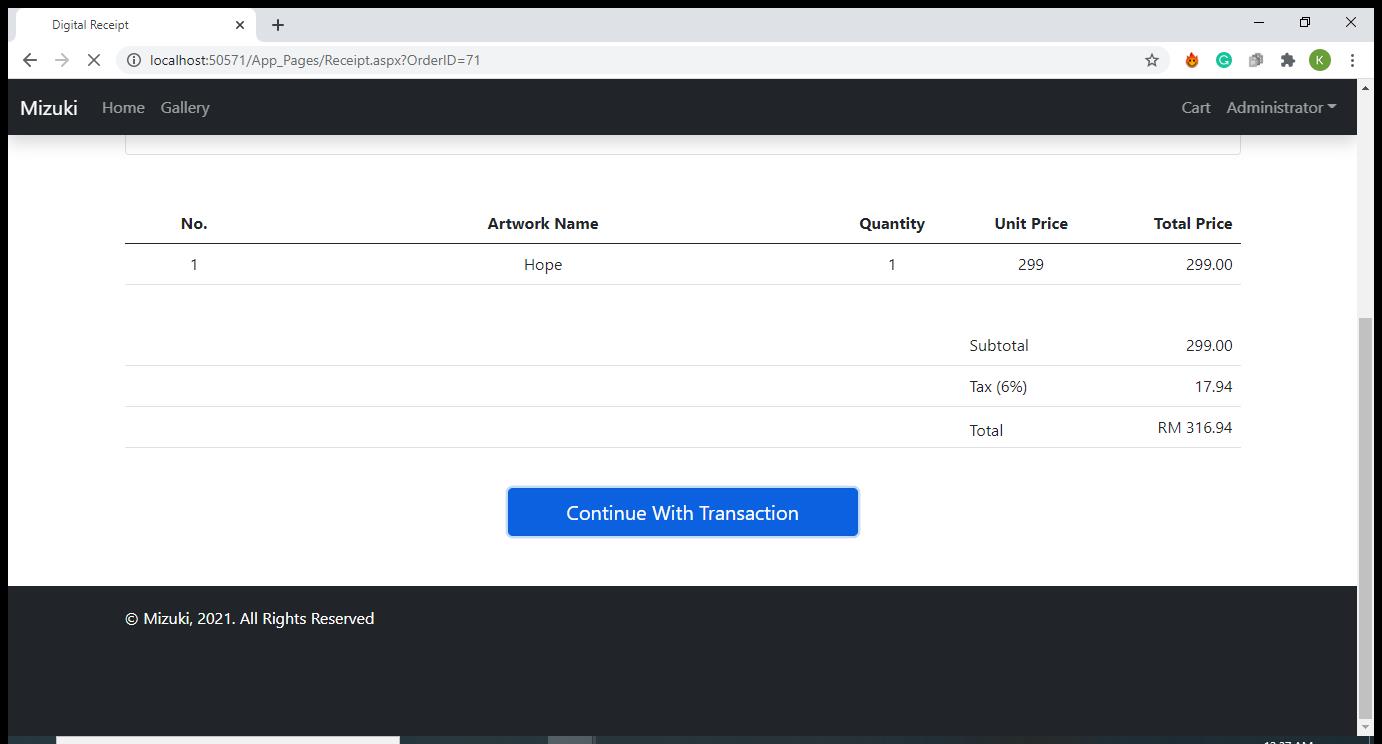 Digital Receipt
localhost:50571/App_Pages/Receipt.aspx?OrderID=71
K
Mizuki Home Gallery Cart Administrator
No. Artwork Name Quantity Unit Price Total Price
1 Hope 1 299 299.00
Subtotal 299.00
Tax (6%) 17.94
Total RM 316.94
Continue With Transaction
© Mizuki, 2021. All Rights Reserved